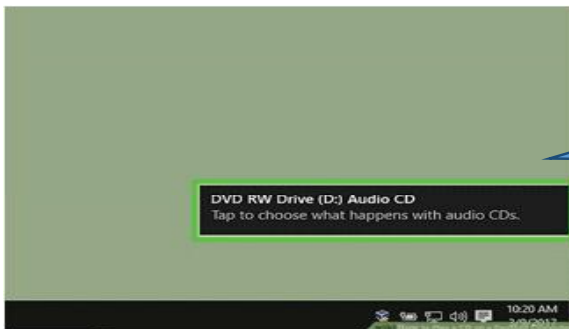 DVD RW Drive (D:) Audio CD
Tap to choose what happens with audio CDs.
10:20 AM